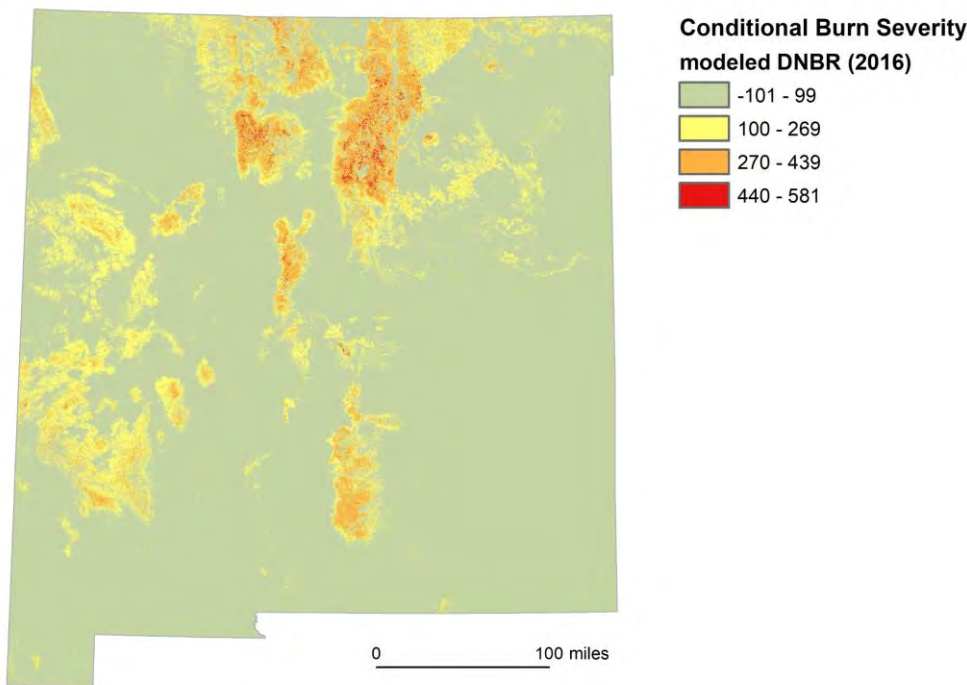 Conditional Burn Severity
modeled DNBR (2016)
-101 - 99
100 - 269
270 - 439
440 - 581
0 100 miles